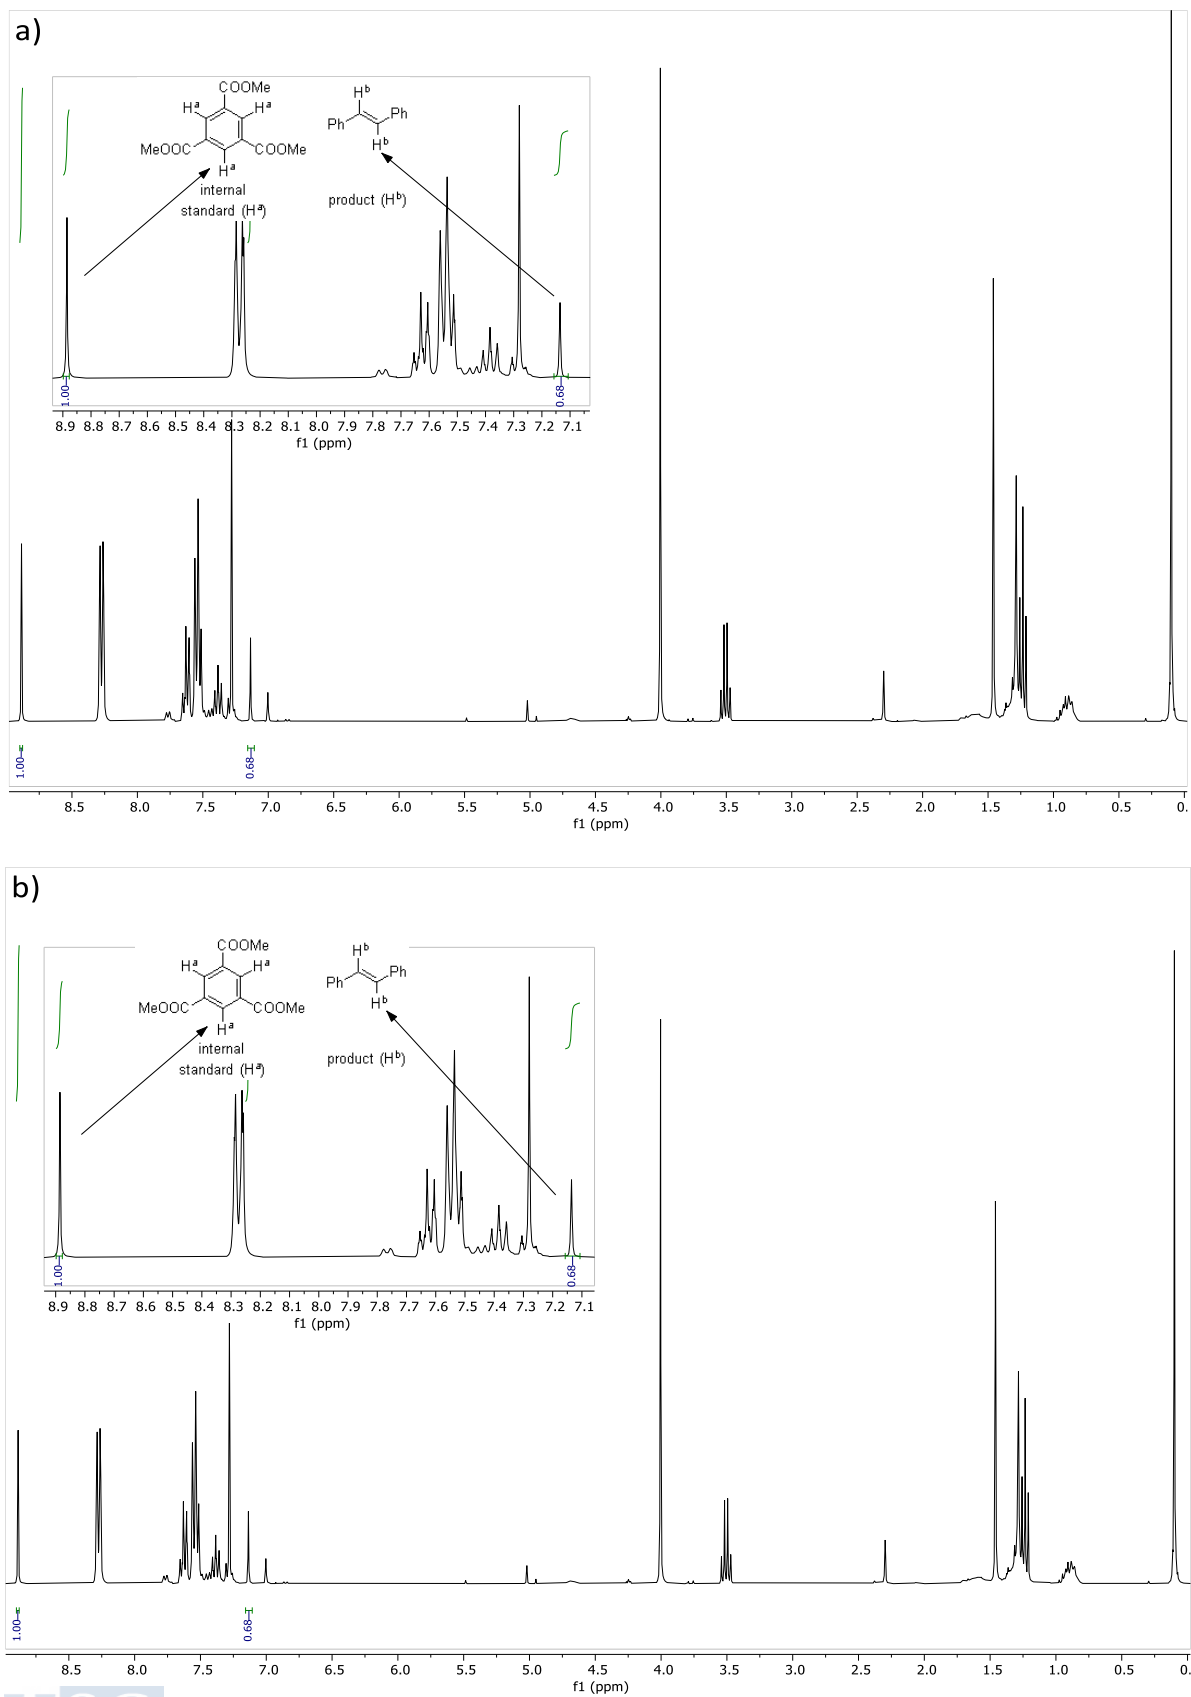 a)
COOMe
Hᵃ Hᵃ
MeOOC COOMe
Hᵃ
internal
standard (Hᵃ)
Hᵇ
Ph Ph
Hᵇ
product (Hᵇ)
1.00 0.68
8.9 8.8 8.7 8.6 8.5 8.4 8.3 8.2 8.1 8.0 7.9 7.8 7.7 7.6 7.5 7.4 7.3 7.2 7.1
f1 (ppm)
1.00 0.68
8.5 8.0 7.5 7.0 6.5 6.0 5.5 5.0 4.5 4.0 3.5 3.0 2.5 2.0 1.5 1.0 0.5 0.
f1 (ppm)
b)
COOMe
Hᵃ Hᵃ
MeOOC COOMe
Hᵃ
internal
standard (Hᵃ)
Hᵇ
Ph Ph
Hᵇ
product (Hᵇ)
1.00 0.68
8.9 8.8 8.7 8.6 8.5 8.4 8.3 8.2 8.1 8.0 7.9 7.8 7.7 7.6 7.5 7.4 7.3 7.2 7.1
f1 (ppm)
1.00 0.68
8.5 8.0 7.5 7.0 6.5 6.0 5.5 5.0 4.5 4.0 3.5 3.0 2.5 2.0 1.5 1.0 0.5 0.
f1 (ppm)